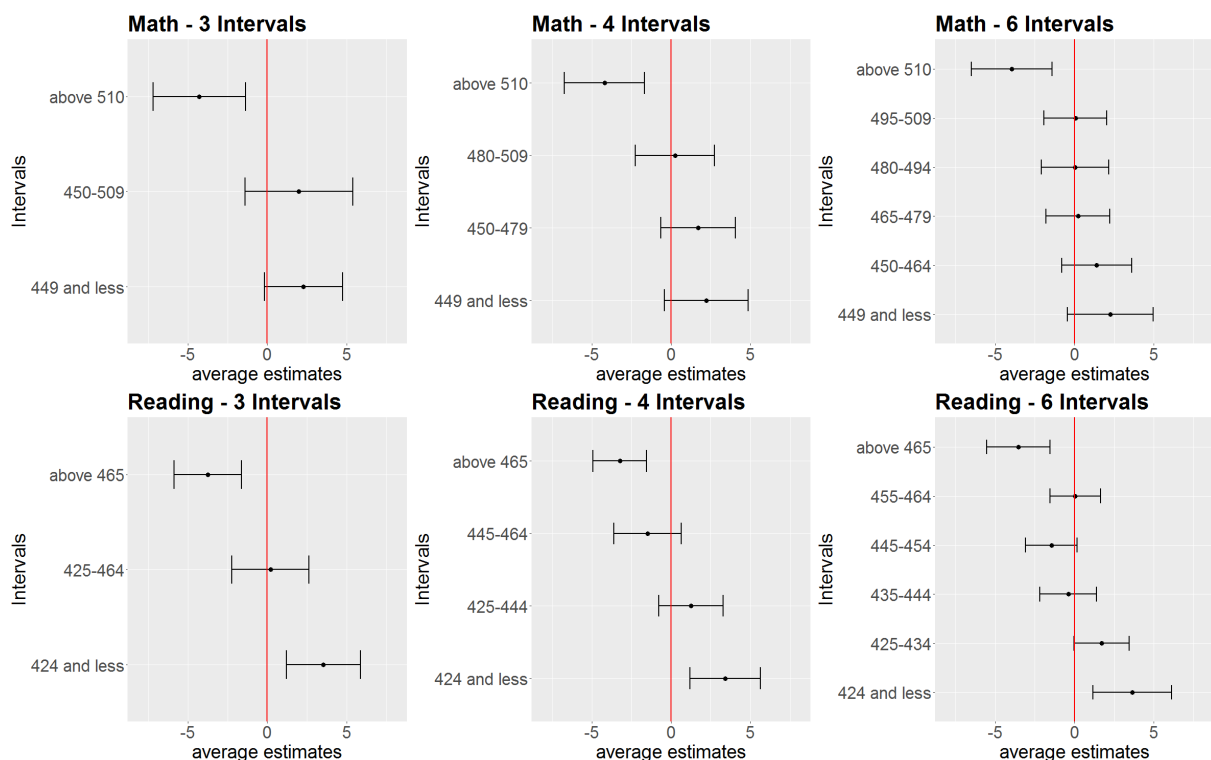 Math - 3 Intervals
Intervals
above 510
450-509
449 and less
-5 0 5
average estimates
Math - 4 Intervals
Intervals
above 510
480-509
450-479
449 and less
-5 0 5
average estimates
Math - 6 Intervals
Intervals
above 510
495-509
480-494
465-479
450-464
449 and less
-5 0 5
average estimates
Reading - 3 Intervals
Intervals
above 465
425-464
424 and less
-5 0 5
average estimates
Reading - 4 Intervals
Intervals
above 465
445-464
425-444
424 and less
-5 0 5
average estimates
Reading - 6 Intervals
Intervals
above 465
455-464
445-454
435-444
425-434
424 and less
-5 0 5
average estimates